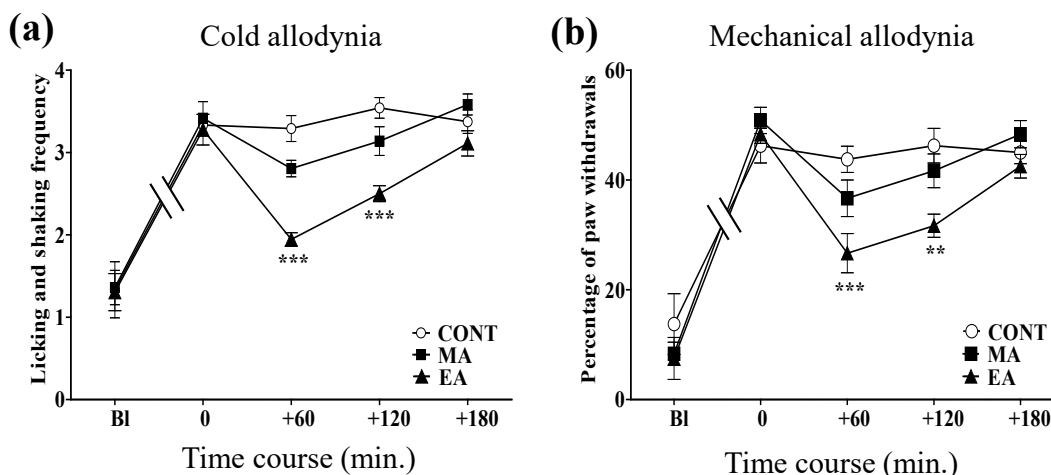 (a)
Cold allodynia
Licking and shaking frequency
4
3
2
1
0
***
***
CONT
MA
EA
Bl
0
+60
+120
+180
Time course (min.)
(b)
Mechanical allodynia
Percentage of paw withdrawals
60
40
20
0
***
**
CONT
MA
EA
Bl
0
+60
+120
+180
Time course (min.)